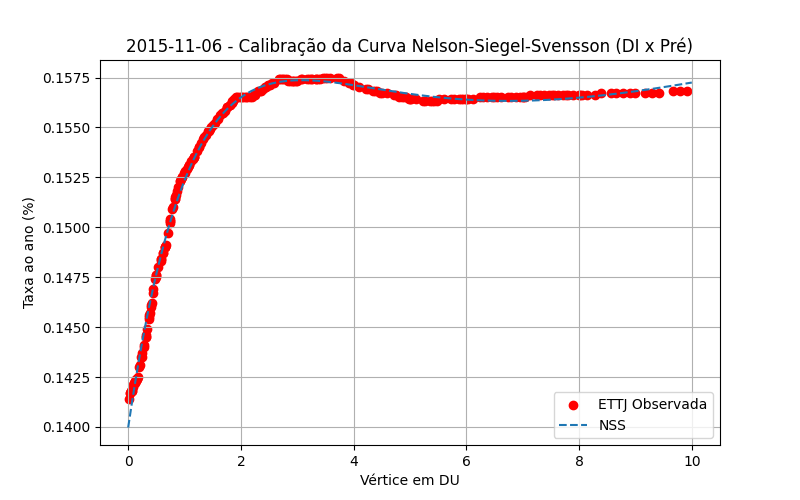 2015-11-06 - Calibração da Curva Nelson-Siegel-Svensson (DI x Pré)
Taxa ao ano (%)
0.1575
0.1550
0.1525
0.1500
0.1475
0.1450
0.1425
0.1400
ETTJ Observada
NSS
0 2 4 6 8 10
Vértice em DU